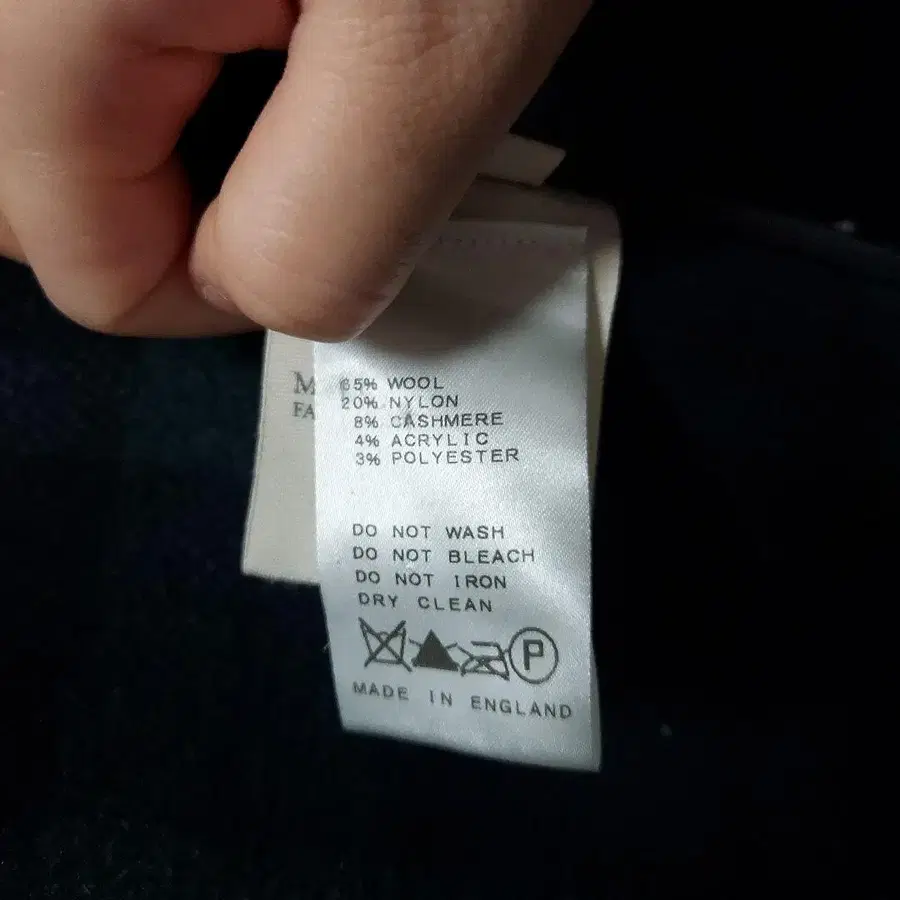 65% WOOL
20% NYLON
8% CASHMERE
4% ACRYLIC
3% POLYESTER
DO NOT WASH
DO NOT BLEACH
DO NOT IRON
DRY CLEAN
P
MADE IN ENGLAND